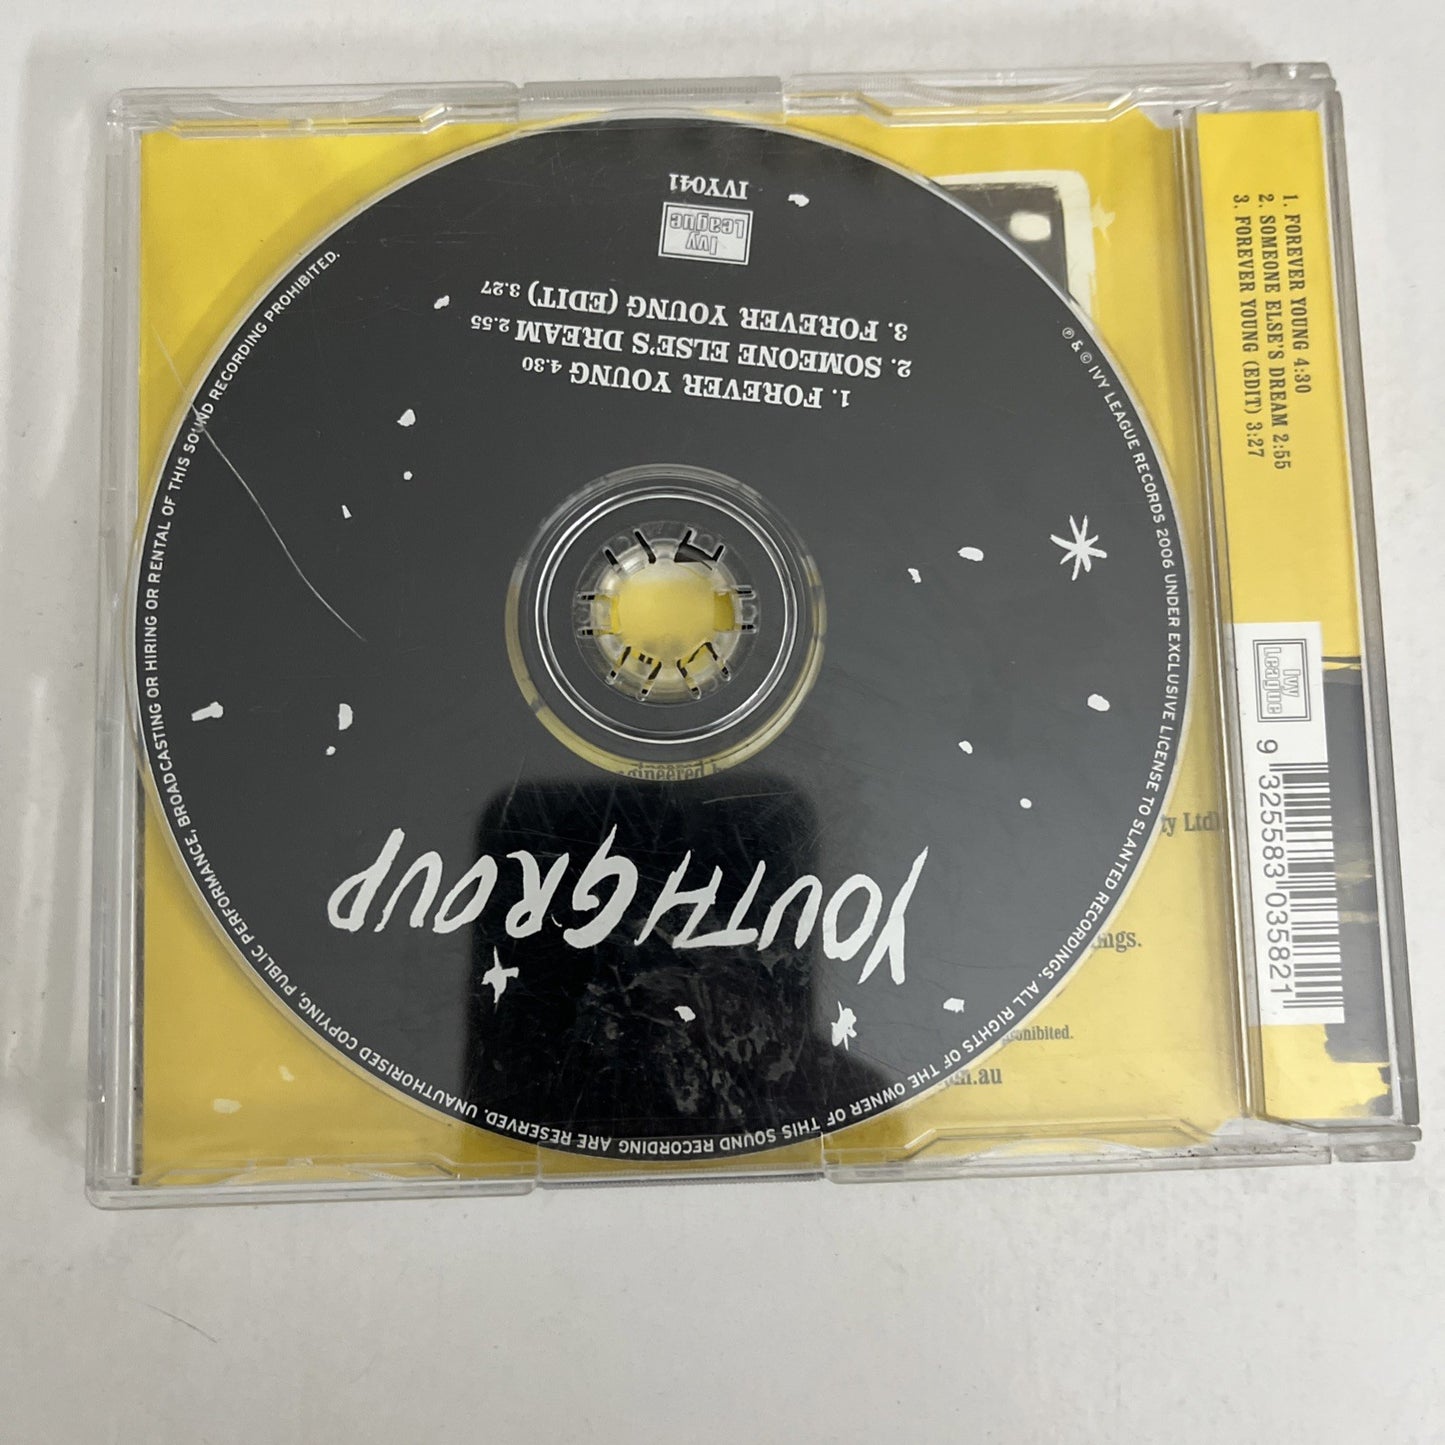 IVY041
Ivy
League
1. FOREVER YOUNG 4.30
2. SOMEONE ELSE'S DREAM 2.55
3. FOREVER YOUNG (EDIT) 3.27
YOUTH GROUP
℗ & © IVY LEAGUE RECORDS 2006 UNDER EXCLUSIVE LICENSE TO SLANTED RECORDINGS. ALL RIGHTS OF THE OWNER OF THIS SOUND RECORDING ARE RESERVED. UNAUTHORISED COPYING, PUBLIC PERFORMANCE, BROADCASTING OR HIRING OR RENTAL OF THIS SOUND RECORDING PROHIBITED.
1. FOREVER YOUNG 4:30
2. SOMEONE ELSE'S DREAM 2:55
3. FOREVER YOUNG (EDIT) 3:27
Ivy
League
9 325583 035821